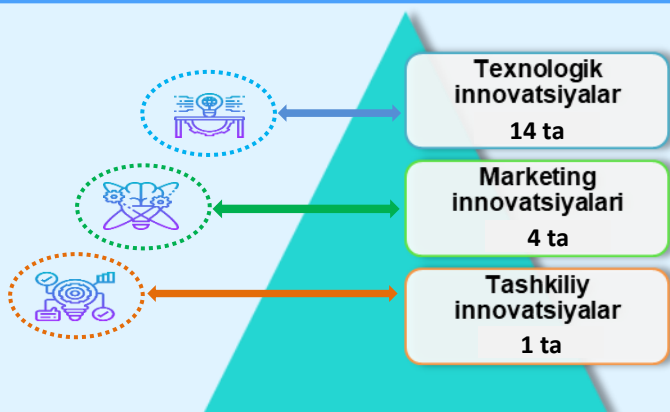 Texnologik
innovatsiyalar
14 ta
Marketing
innovatsiyalari
4 ta
Tashkiliy
innovatsiyalar
1 ta